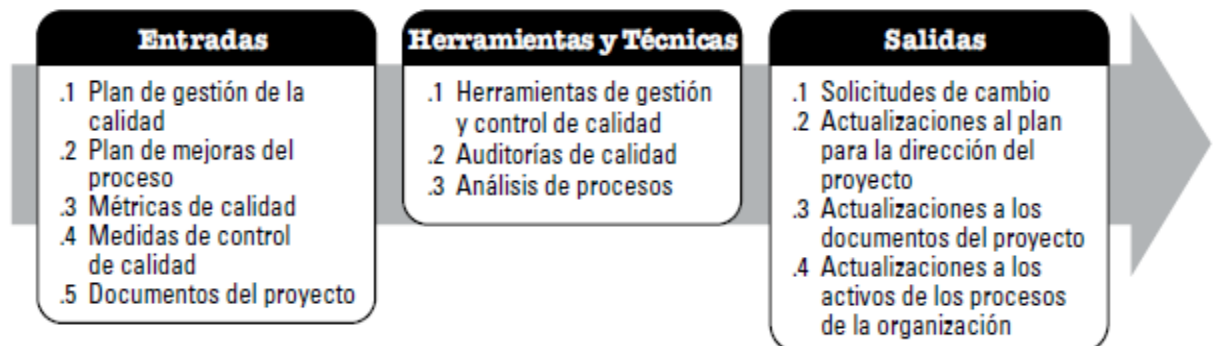 Entradas
.1 Plan de gestión de la
calidad
.2 Plan de mejoras del
proceso
.3 Métricas de calidad
.4 Medidas de control
de calidad
.5 Documentos del proyecto
Herramientas y Técnicas
.1 Herramientas de gestión
y control de calidad
.2 Auditorías de calidad
.3 Análisis de procesos
Salidas
.1 Solicitudes de cambio
.2 Actualizaciones al plan
para la dirección del
proyecto
.3 Actualizaciones a los
documentos del proyecto
.4 Actualizaciones a los
activos de los procesos
de la organización